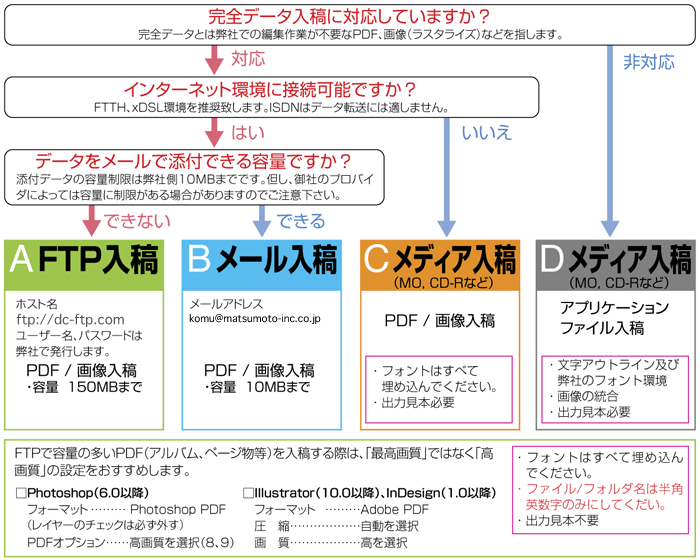 完全データ入稿に対応していますか？
完全データとは弊社での編集作業が不要なPDF、画像（ラスタライズ）などを指します。
対応
非対応
インターネット環境に接続可能ですか？
FTTH、xDSL環境を推奨致します。ISDNはデータ転送には適しません。
はい
いいえ
データをメールで添付できる容量ですか？
添付データの容量制限は弊社側10MBまでです。但し、御社のプロバイ
ダによっては容量に制限がある場合がありますのでご注意下さい。
できない
できる
A FTP入稿
ホスト名
ftp://dc-ftp.com
ユーザー名、パスワードは
弊社で発行します。
PDF / 画像入稿
・容量 150MBまで
B メール入稿
メールアドレス
komu@matsumoto-inc.co.jp
PDF / 画像入稿
・容量 10MBまで
C メディア入稿
（MO, CD-Rなど）
PDF / 画像入稿
・フォントはすべて
埋め込んでください。
・出力見本必要
D メディア入稿
（MO, CD-Rなど）
アプリケーション
ファイル入稿
・文字アウトライン及び
弊社のフォント環境
・画像の統合
・出力見本必要
FTPで容量の多いPDF（アルバム、ページ物等）を入稿する際は、「最高画質」ではなく「高
画質」の設定をおすすめします。
□Photoshop（6.0以降）
フォーマット……… Photoshop PDF
（レイヤーのチェックは必ず外す）
PDFオプション……高画質を選択（8、9）
□Illustrator（10.0以降）、InDesign（1.0以降）
フォーマット ………Adobe PDF
圧　縮………………自動を選択
画　質………………高を選択
・フォントはすべて埋め込ん
でください。
・ファイル/フォルダ名は半角
英数字のみにしてくだい。
・出力見本不要